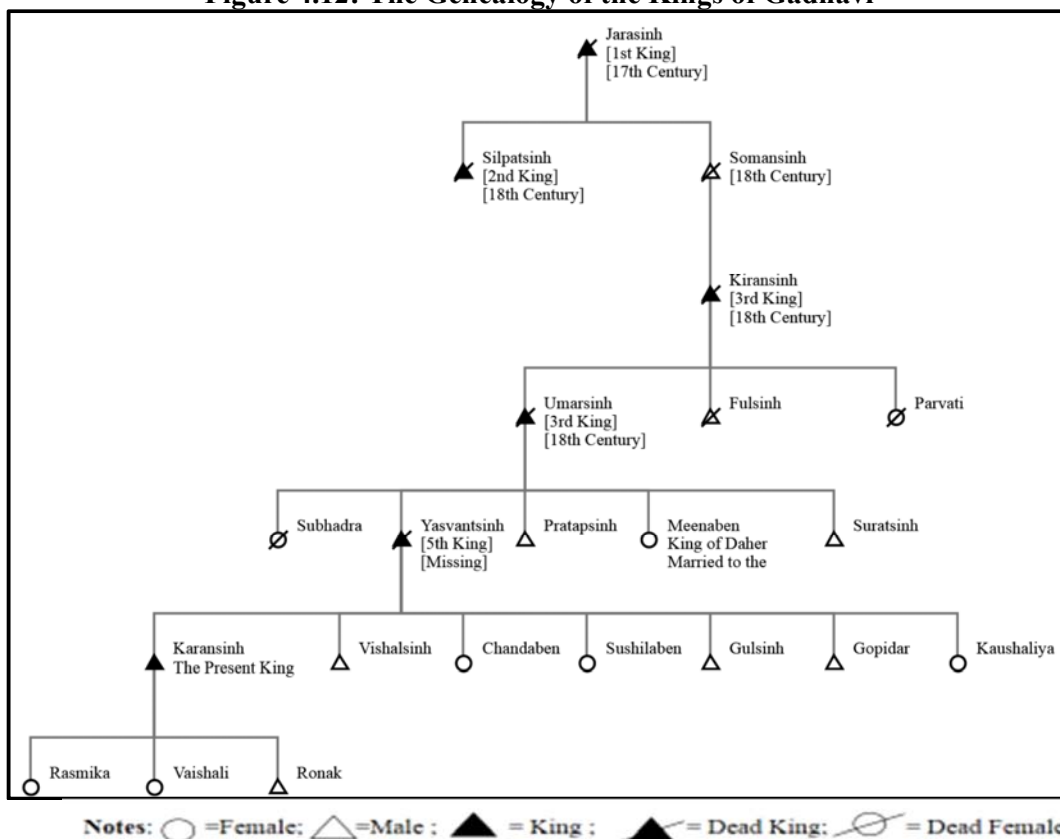 Figure 4.12: The Genealogy of the Kings of Gadhavi
Jarasinh
[1st King]
[17th Century]
Silpatsinh
[2nd King]
[18th Century]
Somansinh
[18th Century]
Kiransinh
[3rd King]
[18th Century]
Umarsinh
[3rd King]
[18th Century]
Fulsinh
Parvati
Subhadra
Yasvantsinh
[5th King]
[Missing]
Pratapsinh
Meenaben
King of Daher
Married to the
Suratsinh
Karansinh
The Present King
Vishalsinh
Chandaben
Sushilaben
Gulsinh
Gopidar
Kaushaliya
Rasmika
Vaishali
Ronak
Notes: =Female; =Male ; = King ; = Dead King; = Dead Female